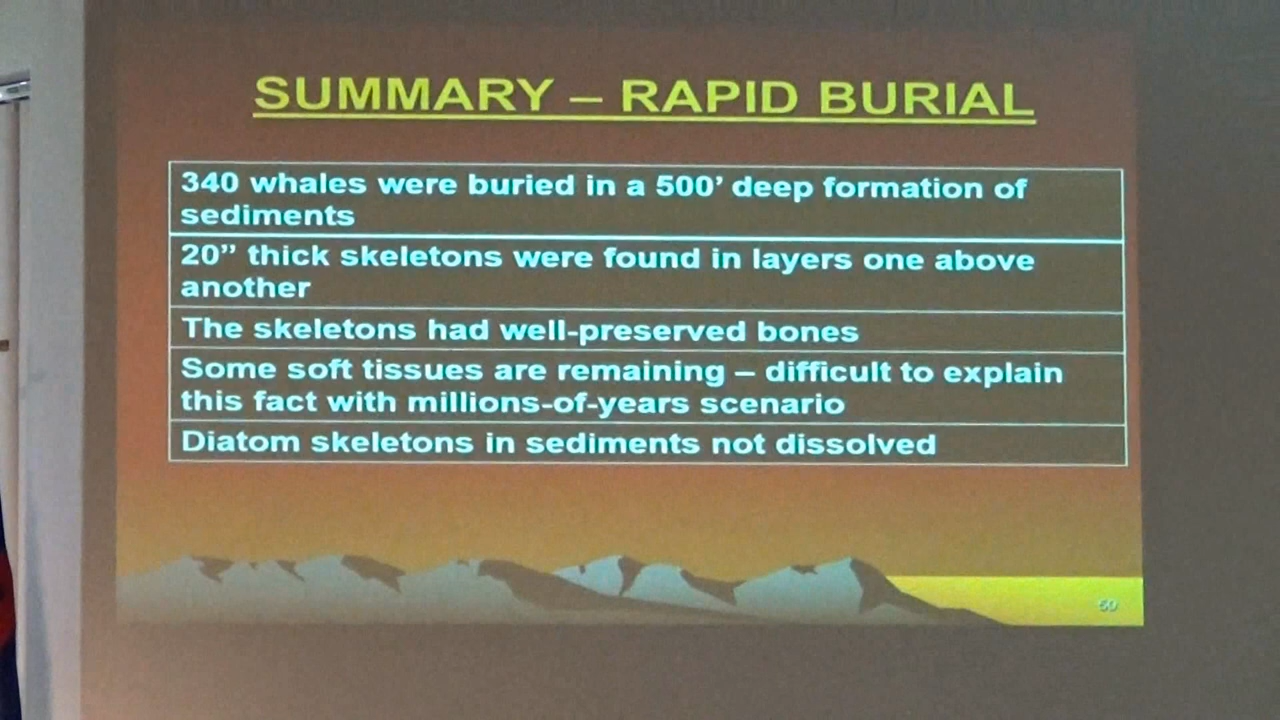 SUMMARY – RAPID BURIAL
340 whales were buried in a 500’ deep formation of
sediments
20” thick skeletons were found in layers one above
another
The skeletons had well-preserved bones
Some soft tissues are remaining – difficult to explain
this fact with millions-of-years scenario
Diatom skeletons in sediments not dissolved